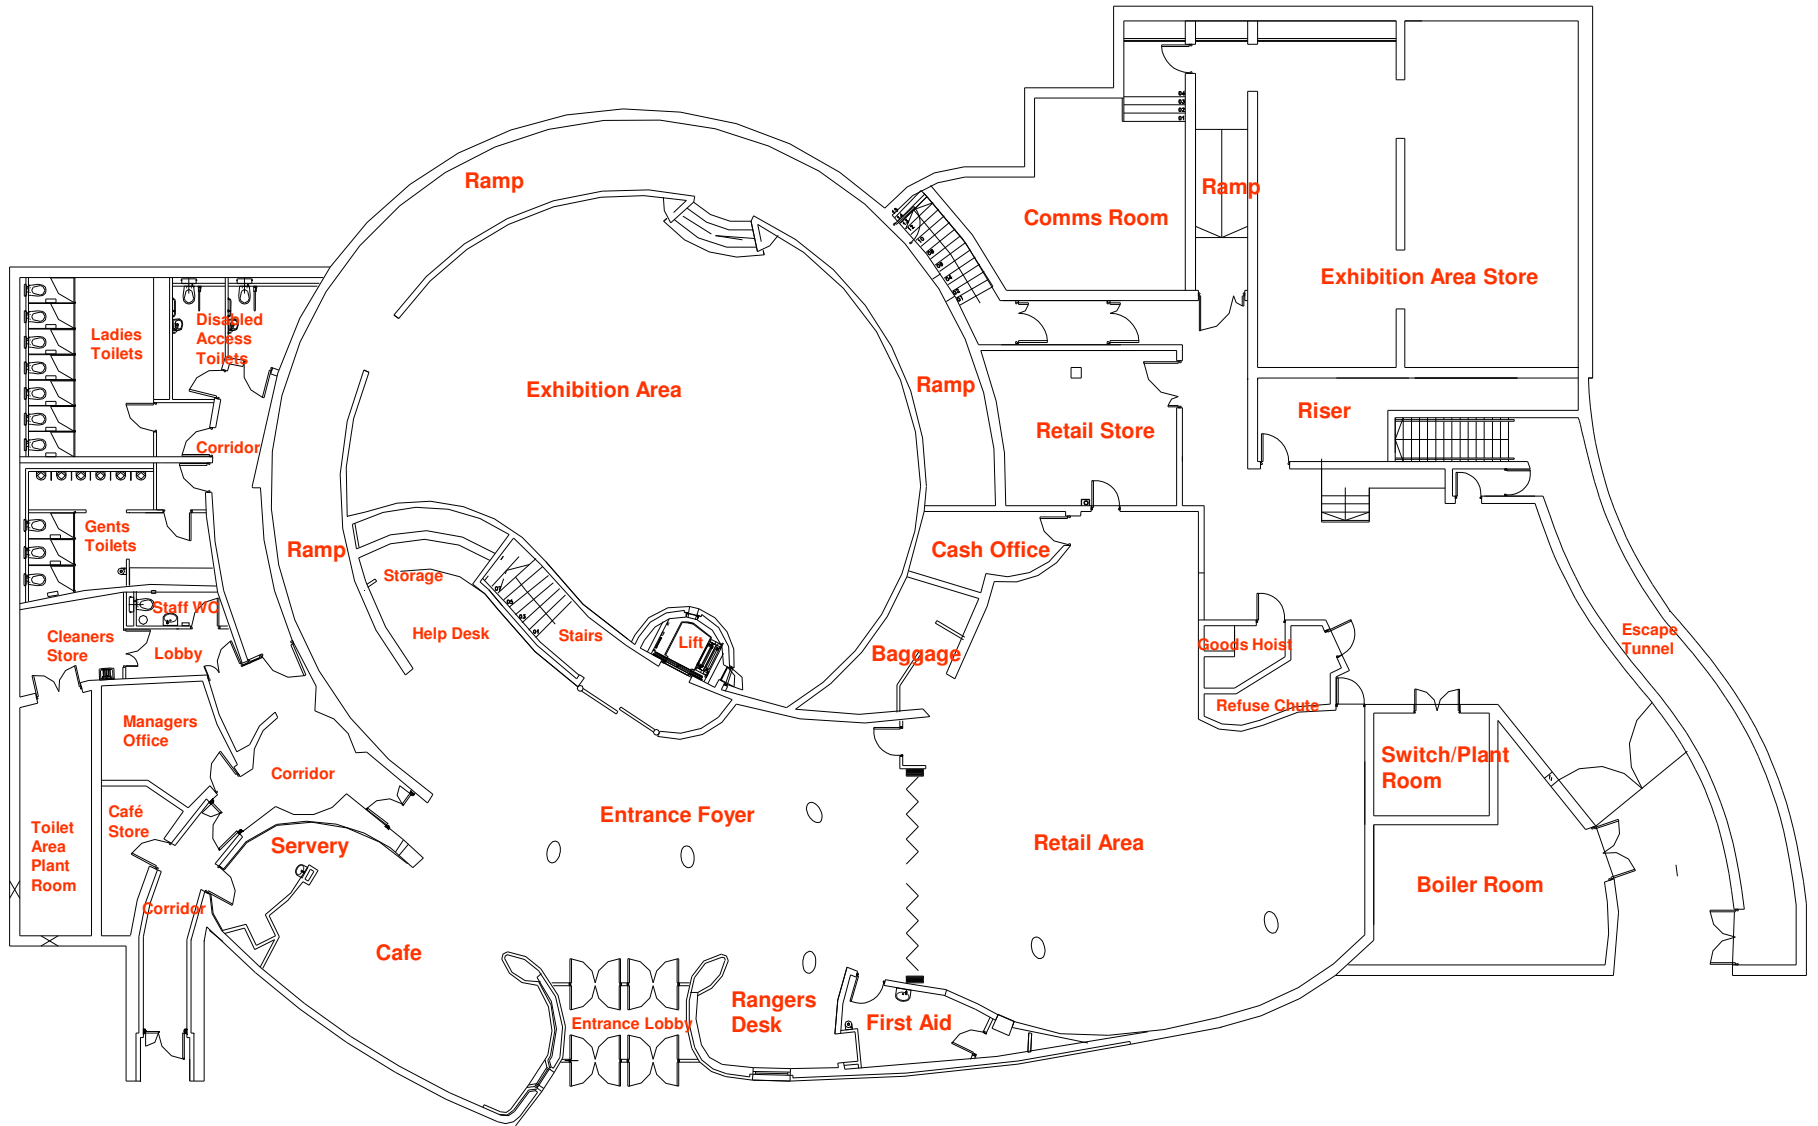 Ramp
Ramp
Comms Room
Exhibition Area Store
Disabled
Access
Toilets
Ladies
Toilets
Exhibition Area
Ramp
Riser
Retail Store
Corridor
Gents
Toilets
Ramp
Cash Office
Storage
Staff WC
Help Desk
Stairs
Lift
Cleaners
Store
Lobby
Baggage
Goods Hoist
Escape
Tunnel
Refuse Chute
Managers
Office
Switch/Plant
Room
Corridor
Café
Store
Entrance Foyer
Toilet
Area
Plant
Room
Servery
Retail Area
Boiler Room
Corridor
Cafe
Rangers
Desk
Entrance Lobby
First Aid